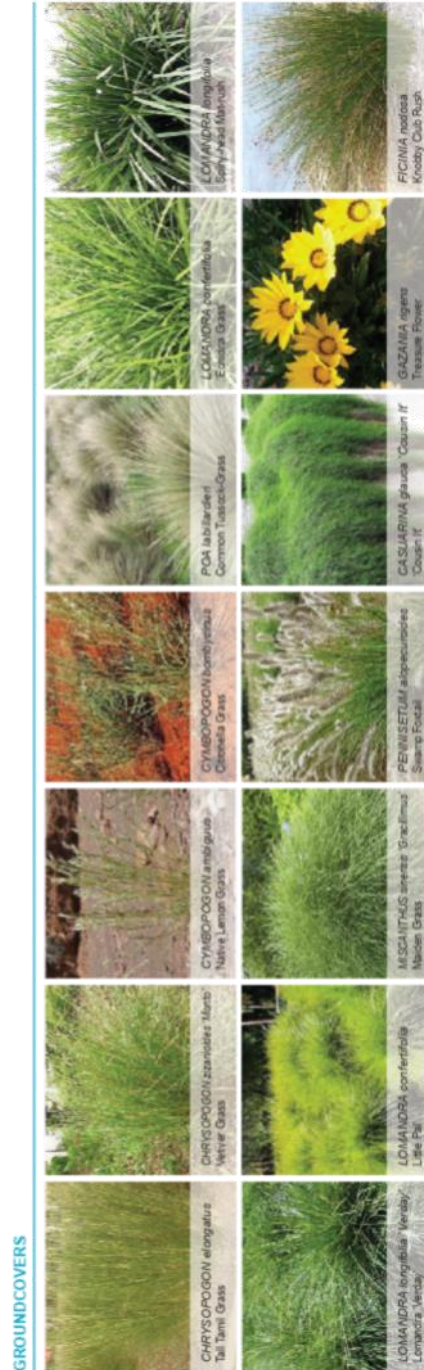 GROUNDCOVERS
CHRYSOPOGON elongatus
Tall Tamil Grass
CHRYSOPOGON zizanioides 'Monto'
Vetiver Grass
CYMBOPOGON ambiguus
Native Lemon Grass
CYMBOPOGON bombycinus
Citronella Grass
POA labillardieri
Common Tussock-Grass
LOMANDRA confertifolia
Grass
LOMANDRA longifolia
Spiny-head Matrush
LOMANDRA longifolia 'Verday'
Lomandra Verday
LOMANDRA confertifolia
Little Pal
MISCANTHUS sinensis 'Gracillimus'
Maiden Grass
PENNISETUM alopecuroides
Swamp Foxtail
CASUARINA glauca 'Cousin It'
'Cousin It'
GAZANIA rigens
Treasure Flower
FICINIA nodosa
Knobby Club Rush